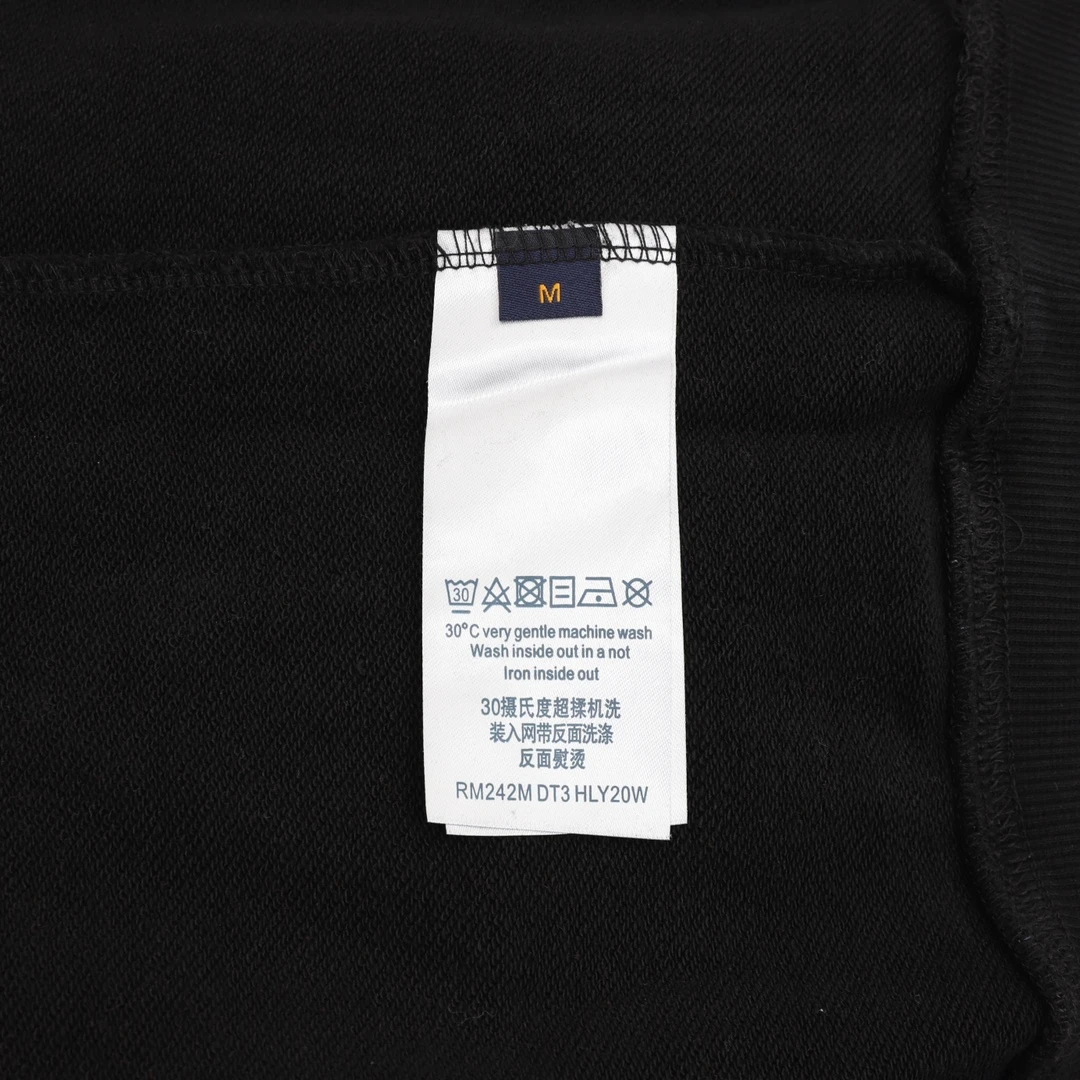 M
30
30°C very gentle machine wash
Wash inside out in a not
Iron inside out
30摄氏度超揉机洗
装入网带反面洗涤
反面熨烫
RM242M DT3 HLY20W